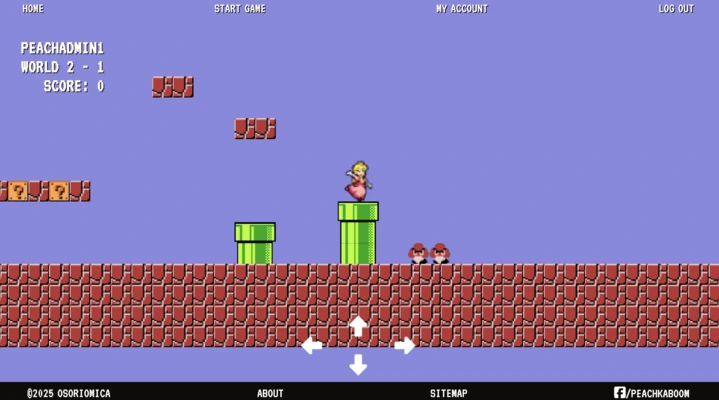 HOME
START GAME
MY ACCOUNT
LOG OUT
PEACHADMIN1
WORLD 2 - 1
SCORE: 0
? ?
©2025 OSORIOMICA
ABOUT
SITEMAP
/PEACHKABOOM